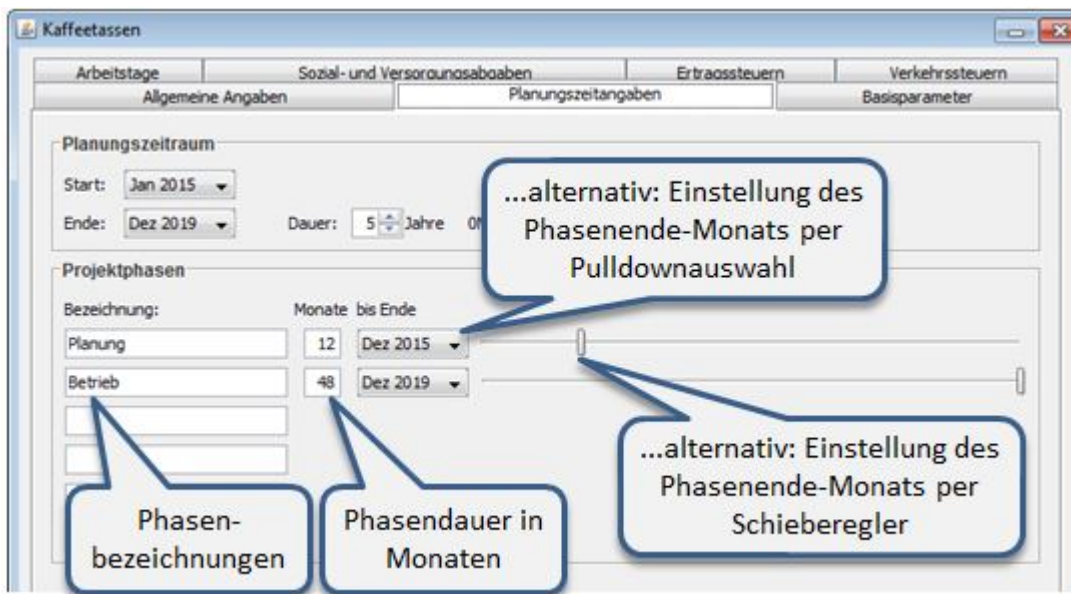 Kaffeetassen
Arbeitstage Sozial- und Versorgungsabgaben Ertragssteuern Verkehrssteuern
Allgemeine Angaben Planungszeitangaben Basisparameter
Planungszeitraum
Start: Jan 2015
Ende: Dez 2019 Dauer: 5 Jahre 0M
...alternativ: Einstellung des
Phasenende-Monats per
Pulldownauswahl
Projektphasen
Bezeichnung: Monate bis Ende
Planung 12 Dez 2015
Betrieb 48 Dez 2019
...alternativ: Einstellung des
Phasenende-Monats per
Schieberegler
Phasen-
bezeichnungen
Phasendauer in
Monaten